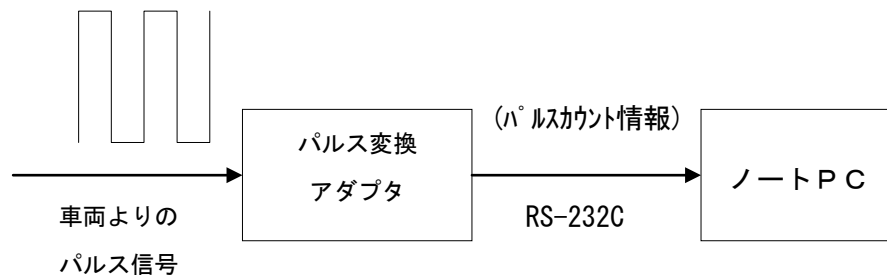 パルス変換
アダプタ
(ﾊﾟﾙｽｶｳﾝﾄ情報)
RS-232C
ノートＰＣ
車両よりの
パルス信号